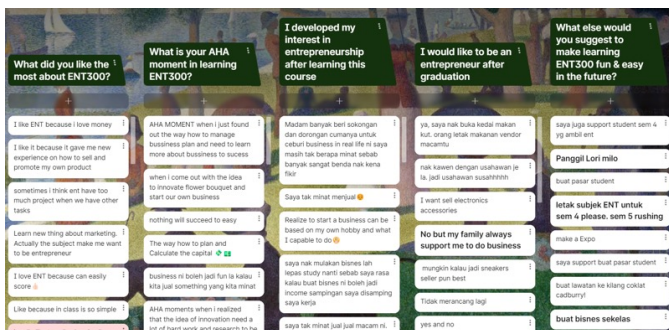 What did you like the
most about ENT300?
I like ENT because i love money
I like it because it gave me new
experience on how to sell and
promote my own product
sometimes i think ent have too
much project when we have other
tasks
Learn new thing about marketing.
Actually the subject make me want
to be entrepreneur
I love ENT because can easily
score👌🏻
Like because in class is so simple
What is your AHA
moment in learning
ENT300?
AHA MOMENT when i just found
out the way how to manage
bussiness plan and need to learn
more about bussiness to sucess
when i come out with the idea
to innovate flower bouquet and
start our own business
nothing will succeed to easy
The way how to plan and
Calculate the capital 💸💵
business ni boleh jadi fun la kalau
kita jual something yang kita minat
AHA moments when i realized
that the idea of innovation need a
lot of hard work and research to be
I developed my
interest in
entrepreneurship
after learning this
course
Madam banyak beri sokongan
dan dorongan cumanya untuk
ceburi business in real life ni saya
masih tak berapa minat sebab
banyak sangat benda nak kena
fikir
Saya tak minat menjual
Realize to start a business can be
based on my own hobby and what
I capable to do
saya nak mulakan bisnes lah
lepas study nanti sebab saya rasa
kalau buat bisnes ni boleh jadi
income sampingan saya disamping
saya kerja
saya tak minat jual jual macam ni.
I would like to be an
entrepreneur after
graduation
ya, saya nak buka kedai makan
kut. orang letak makanan vendor
macamtu
nak kawen dengan usahawan je
la. jadi usahawan susahhhhh
I want sell electronics
accessories
No but my family always
support me to do business
mungkin kalau jadi sneakers
seller pun best
Tidak merancang lagi
yes and no
What else would
you suggest to
make learning
ENT300 fun & easy
in the future?
saya juga support student sem 4
yg ambil ent
Panggil Lori milo
buat pasar student
letak subjek ENT untuk
sem 4 please. sem 5 rushing
make a Expo
saya support buat pasar student
buat lawatan ke kilang coklat
cadburry!
buat bisnes sekelas